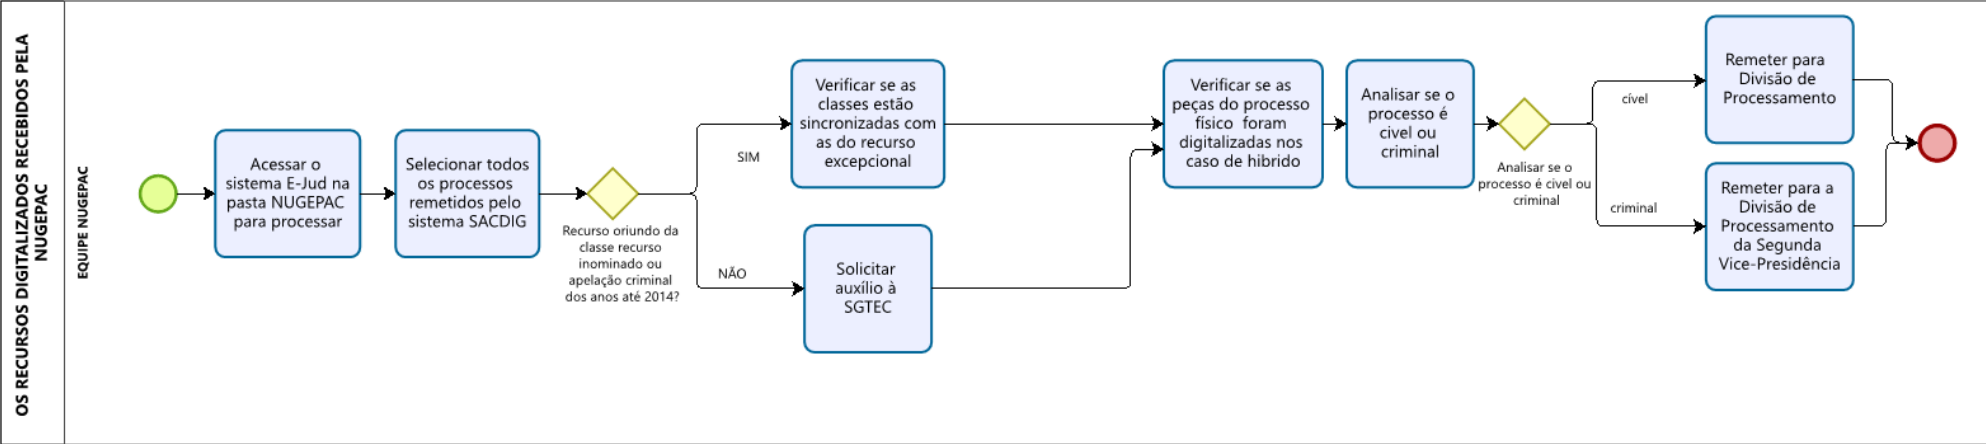 OS RECURSOS DIGITALIZADOS RECEBIDOS PELA
NUGEPAC
EQUIPE NUGEPAC
Acessar o
sistema E-Jud na
pasta NUGEPAC
para processar
Selecionar todos
os processos
remetidos pelo
sistema SACDIG
Recurso oriundo da
classe recurso
inominado ou
apelação criminal
dos anos até 2014?
SIM
NÃO
Verificar se as
classes estão
sincronizadas com
as do recurso
excepcional
Solicitar
auxílio à
SGTEC
Verificar se as
peças do processo
físico foram
digitalizadas nos
caso de hibrido
Analisar se o
processo é
civel ou
criminal
Analisar se o
processo é civel ou
criminal
cível
criminal
Remeter para
Divisão de
Processamento
Remeter para a
Divisão de
Processamento
da Segunda
Vice-Presidência